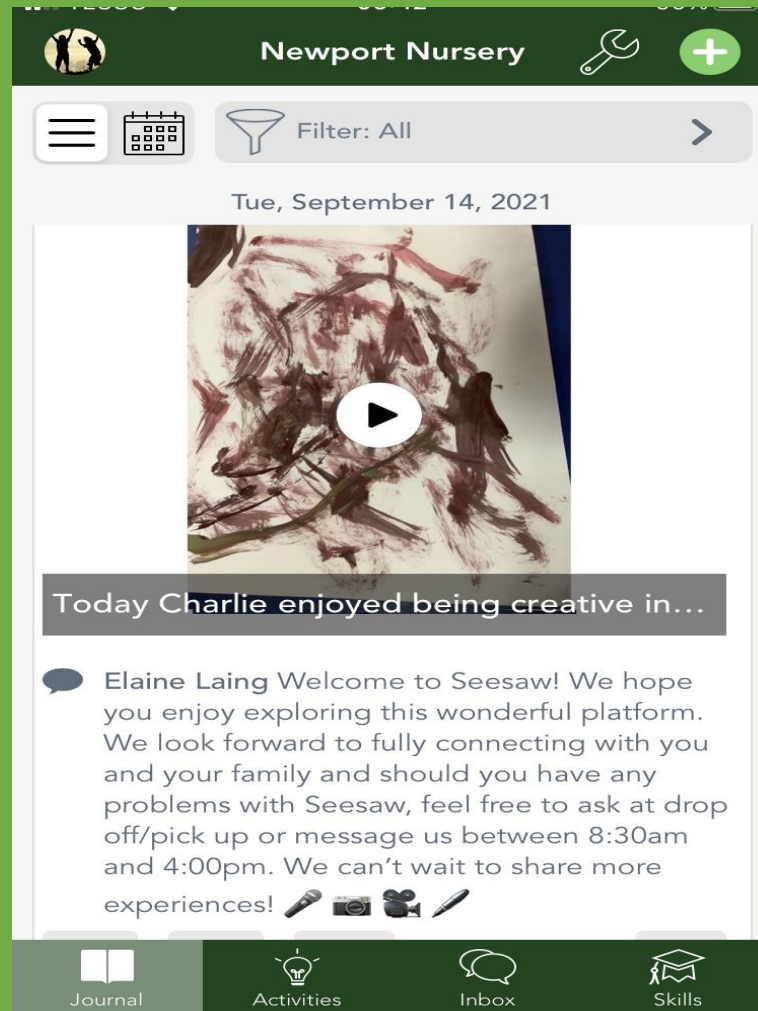 Newport Nursery
Filter: All
Tue, September 14, 2021
Today Charlie enjoyed being creative in...
Elaine Laing Welcome to Seesaw! We hope
you enjoy exploring this wonderful platform.
We look forward to fully connecting with you
and your family and should you have any
problems with Seesaw, feel free to ask at drop
off/pick up or message us between 8:30am
and 4:00pm. We can't wait to share more
experiences! 🎤 📷 🎥 🖊️
Journal Activities Inbox Skills